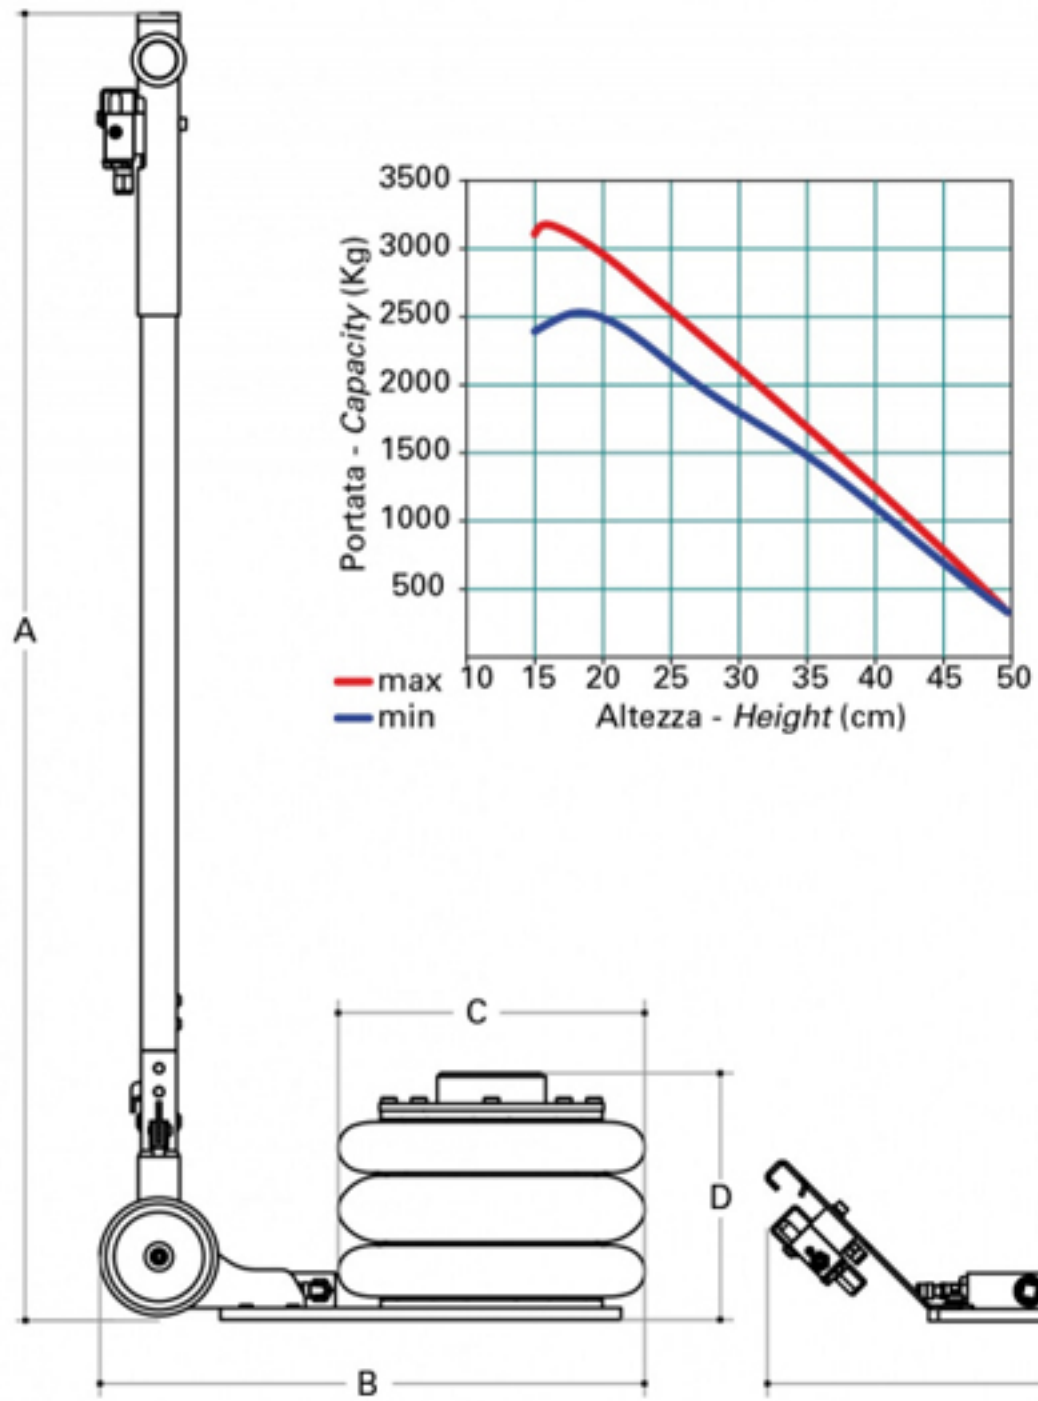 3500
3000
2500
2000
1500
1000
500
Portata - Capacity (Kg)
10 15 20 25 30 35 40 45 50
Altezza - Height (cm)
max
min
A
C
D
B